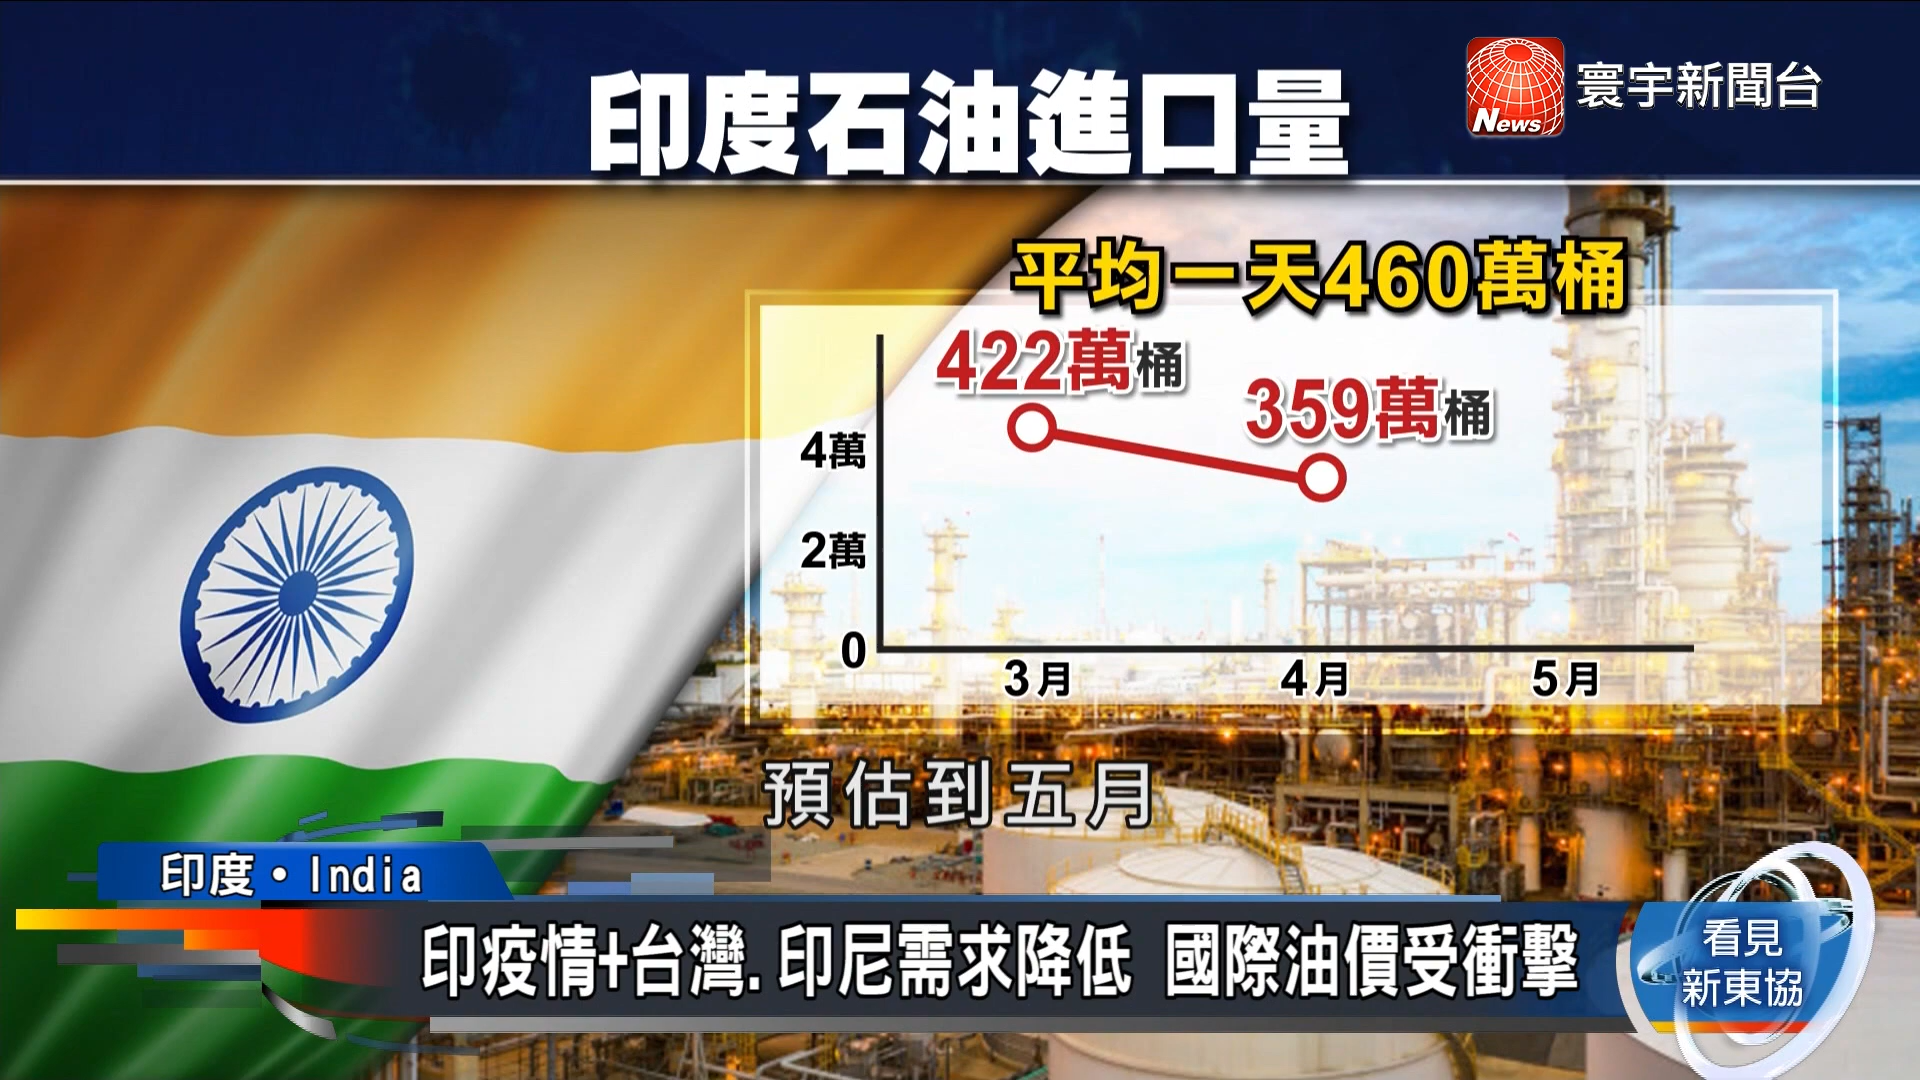 印度石油進口量
News
寰宇新聞台
平均一天460萬桶
422萬桶
359萬桶
4萬
2萬
0
3月
4月
5月
預估到五月
印度・India
印疫情+台灣.印尼需求降低 國際油價受衝擊
看見
新東協